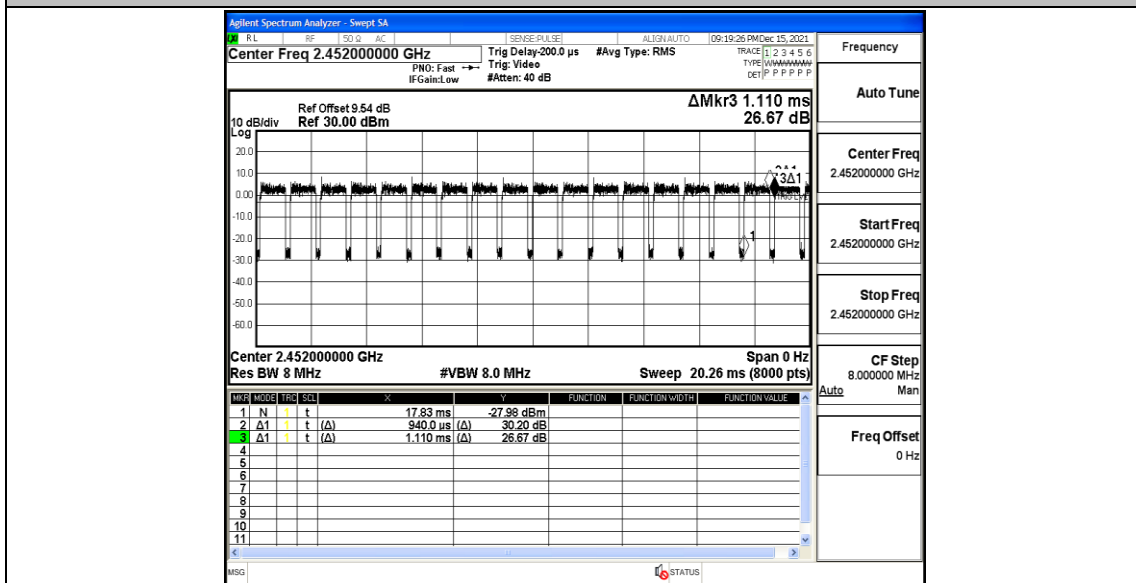 Agilent Spectrum Analyzer - Swept SA
RL RF 50 Ω AC SENSE:PULSE ALIGN AUTO 09:19:26 PM Dec 15, 2021
Center Freq 2.452000000 GHz
PNO: Fast
IFGain:Low
Trig Delay-200.0 µs
Trig: Video
#Atten: 40 dB
#Avg Type: RMS
TRACE 1 2 3 4 5 6
TYPE
DET P P P P P P
Ref Offset 9.54 dB
Ref 30.00 dBm
10 dB/div
Log
ΔMkr3 1.110 ms
26.67 dB
20.0
10.0
0.00
-10.0
-20.0
-30.0
-40.0
-50.0
-60.0
3Δ1
1
Center 2.452000000 GHz
Span 0 Hz
Res BW 8 MHz
#VBW 8.0 MHz
Sweep 20.26 ms (8000 pts)
MKR MODE TRC SCL X Y FUNCTION FUNCTION WIDTH FUNCTION VALUE
1 N 1 t 17.83 ms -27.98 dBm
2 Δ1 1 t (Δ) 940.0 µs (Δ) 30.20 dB
3 Δ1 1 t (Δ) 1.110 ms (Δ) 26.67 dB
4
5
6
7
8
9
10
11
MSG
STATUS
Frequency
Auto Tune
Center Freq
2.452000000 GHz
Start Freq
2.452000000 GHz
Stop Freq
2.452000000 GHz
CF Step
8.000000 MHz
Auto Man
Freq Offset
0 Hz